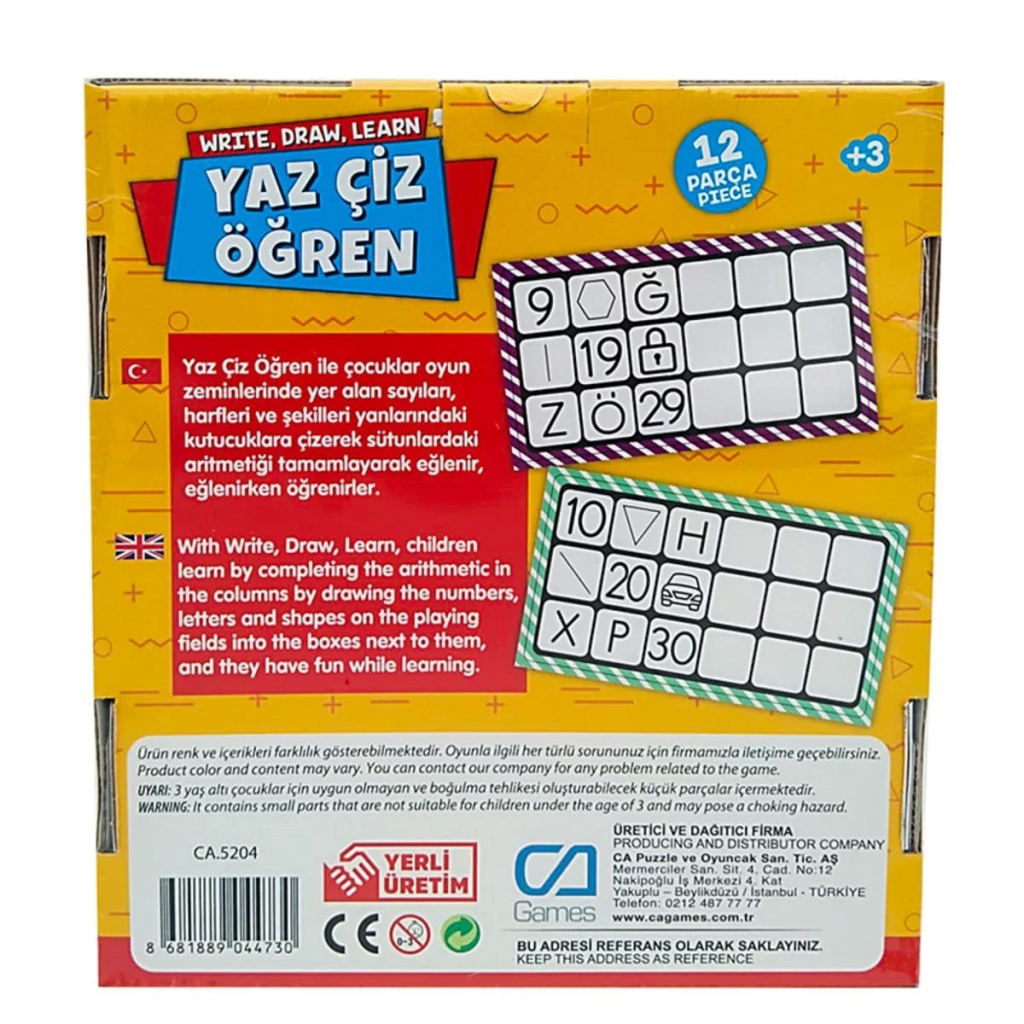 WRITE, DRAW, LEARN
YAZ ÇİZ
ÖĞREN
12
PARÇA
PIECE
+3
9 Ğ
19
Z Ö 29
Yaz Çiz Öğren ile çocuklar oyun
zeminlerinde yer alan sayıları,
harfleri ve şekilleri yanlarındaki
kutucuklara çizerek sütunlardaki
aritmetiği tamamlayarak eğlenir,
eğlenirken öğrenirler.
10 H
20
X P 30
With Write, Draw, Learn, children
learn by completing the arithmetic in
the columns by drawing the numbers,
letters and shapes on the playing
fields into the boxes next to them,
and they have fun while learning.
Ürün renk ve içerikleri farklılık gösterebilmektedir. Oyunla ilgili her türlü sorununuz için firmamızla iletişime geçebilirsiniz.
Product color and content may vary. You can contact our company for any problem related to the game.
UYARI: 3 yaş altı çocuklar için uygun olmayan ve boğulma tehlikesi oluşturabilecek küçük parçalar içermektedir.
WARNING: It contains small parts that are not suitable for children under the age of 3 and may pose a choking hazard.
CA.5204
8 681889 044730
YERLİ
ÜRETİM
CE
0-3
CA
Games
ÜRETİCİ VE DAĞITICI FİRMA
PRODUCING AND DISTRIBUTOR COMPANY
CA Puzzle ve Oyuncak San. Tic. AŞ
Mermerciler San. Sit. 4. Cad. No:12
Nakipoğlu İş Merkezi 4. Kat
Yakuplu – Beylikdüzü / İstanbul - TÜRKİYE
Telefon: 0212 487 77 77
www.cagames.com.tr
BU ADRESİ REFERANS OLARAK SAKLAYINIZ.
KEEP THIS ADDRESS AS REFERENCE